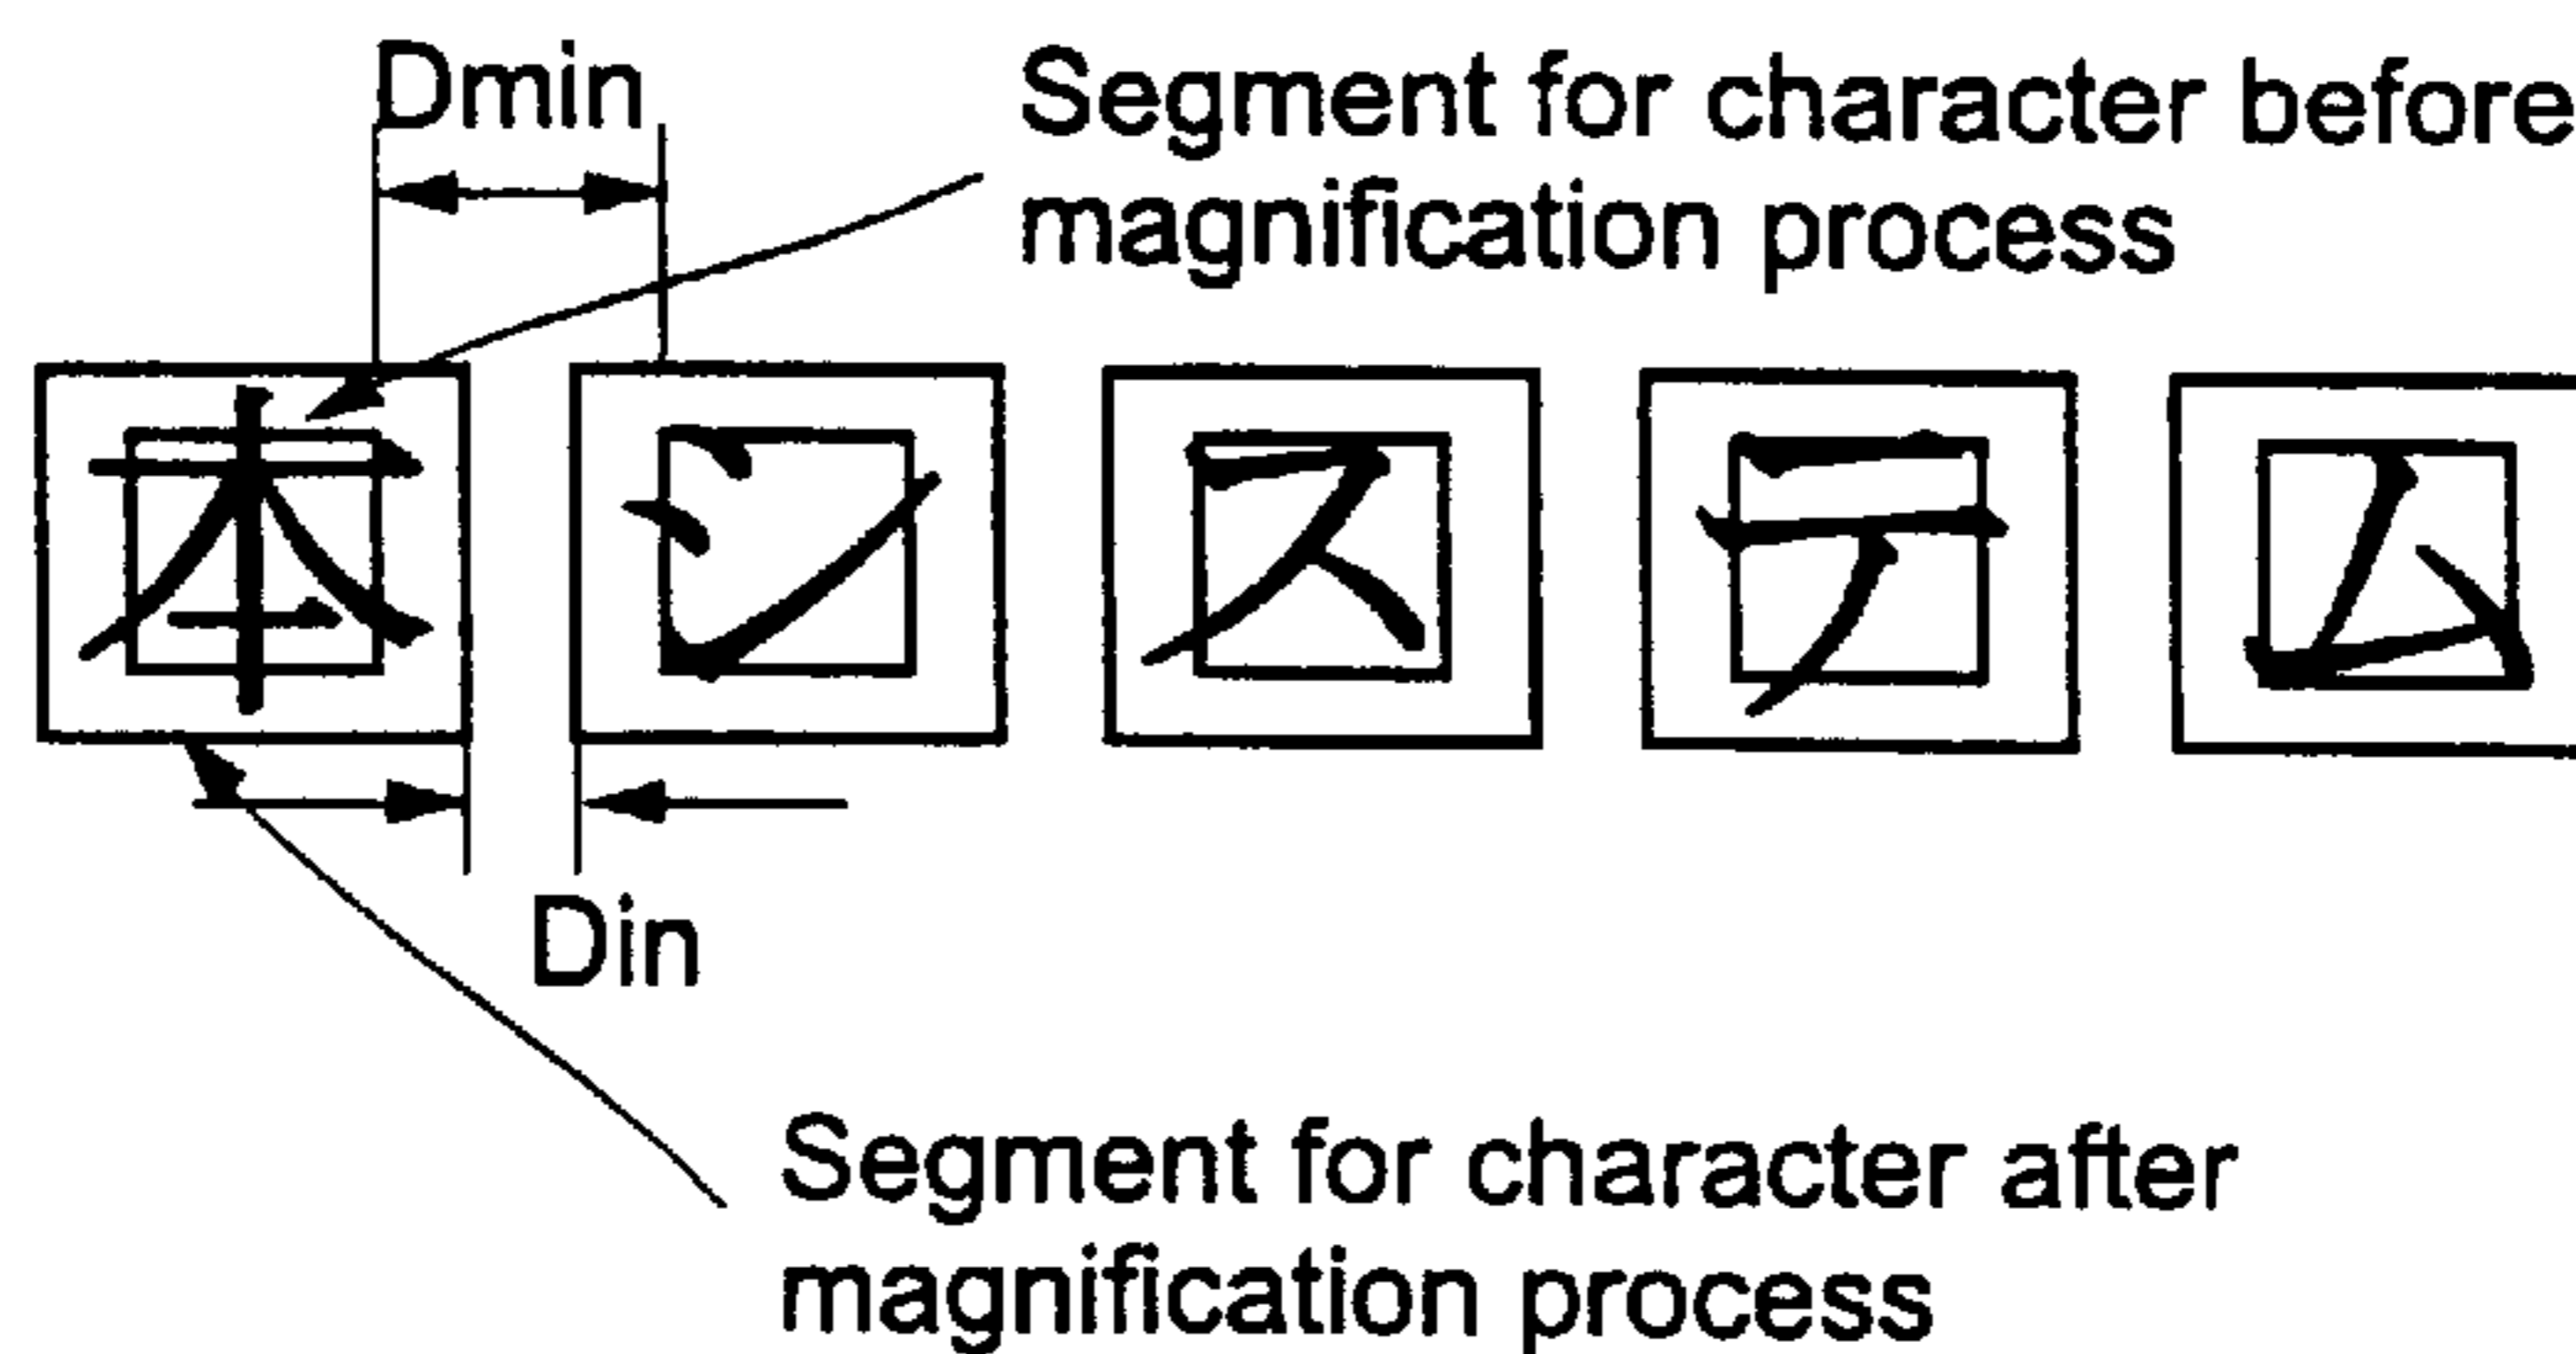 Dmin
Segment for character before
magnification process
本システム
Din
Segment for character after
magnification process